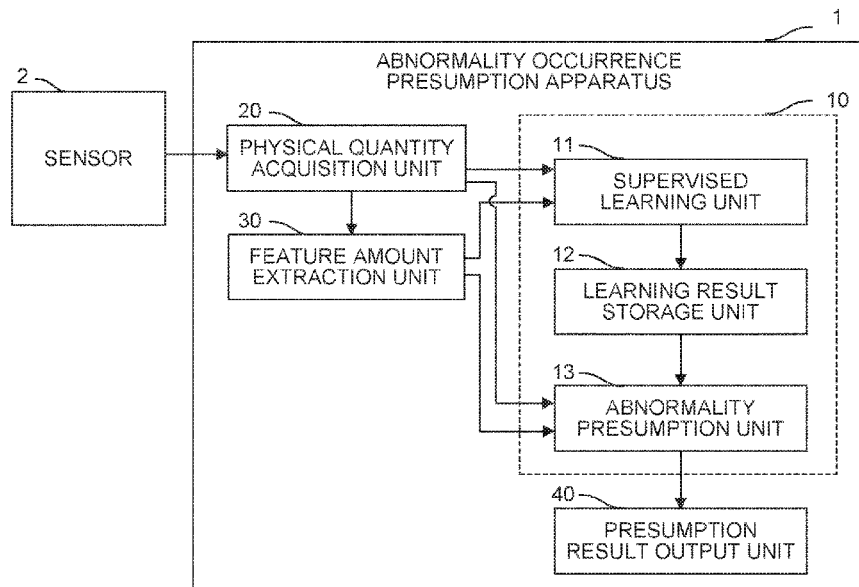 1
ABNORMALITY OCCURRENCE
PRESUMPTION APPARATUS
2
SENSOR
20
PHYSICAL QUANTITY
ACQUISITION UNIT
30
FEATURE AMOUNT
EXTRACTION UNIT
10
11
SUPERVISED
LEARNING UNIT
12
LEARNING RESULT
STORAGE UNIT
13
ABNORMALITY
PRESUMPTION UNIT
40
PRESUMPTION
RESULT OUTPUT UNIT